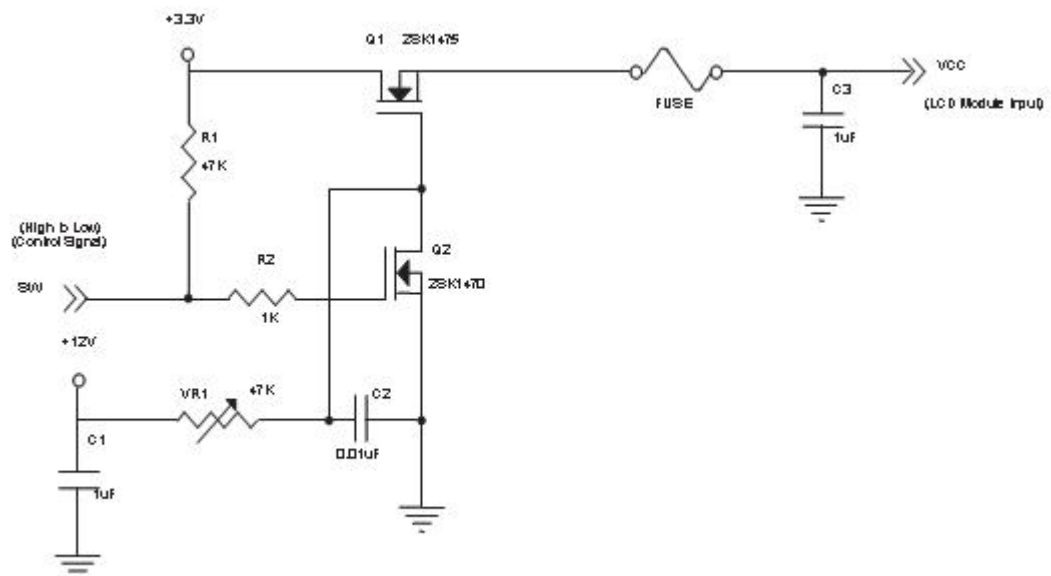 +3.3V
Q1 2SK1475
VCC
FUSE
C3
(LCD Module Input)
R1
1uF
47K
(High to Low)
(Control Signal)
Q2
R2
SW
2SK1470
1K
+12V
VR1
47K
C2
C1
0.01uF
1uF